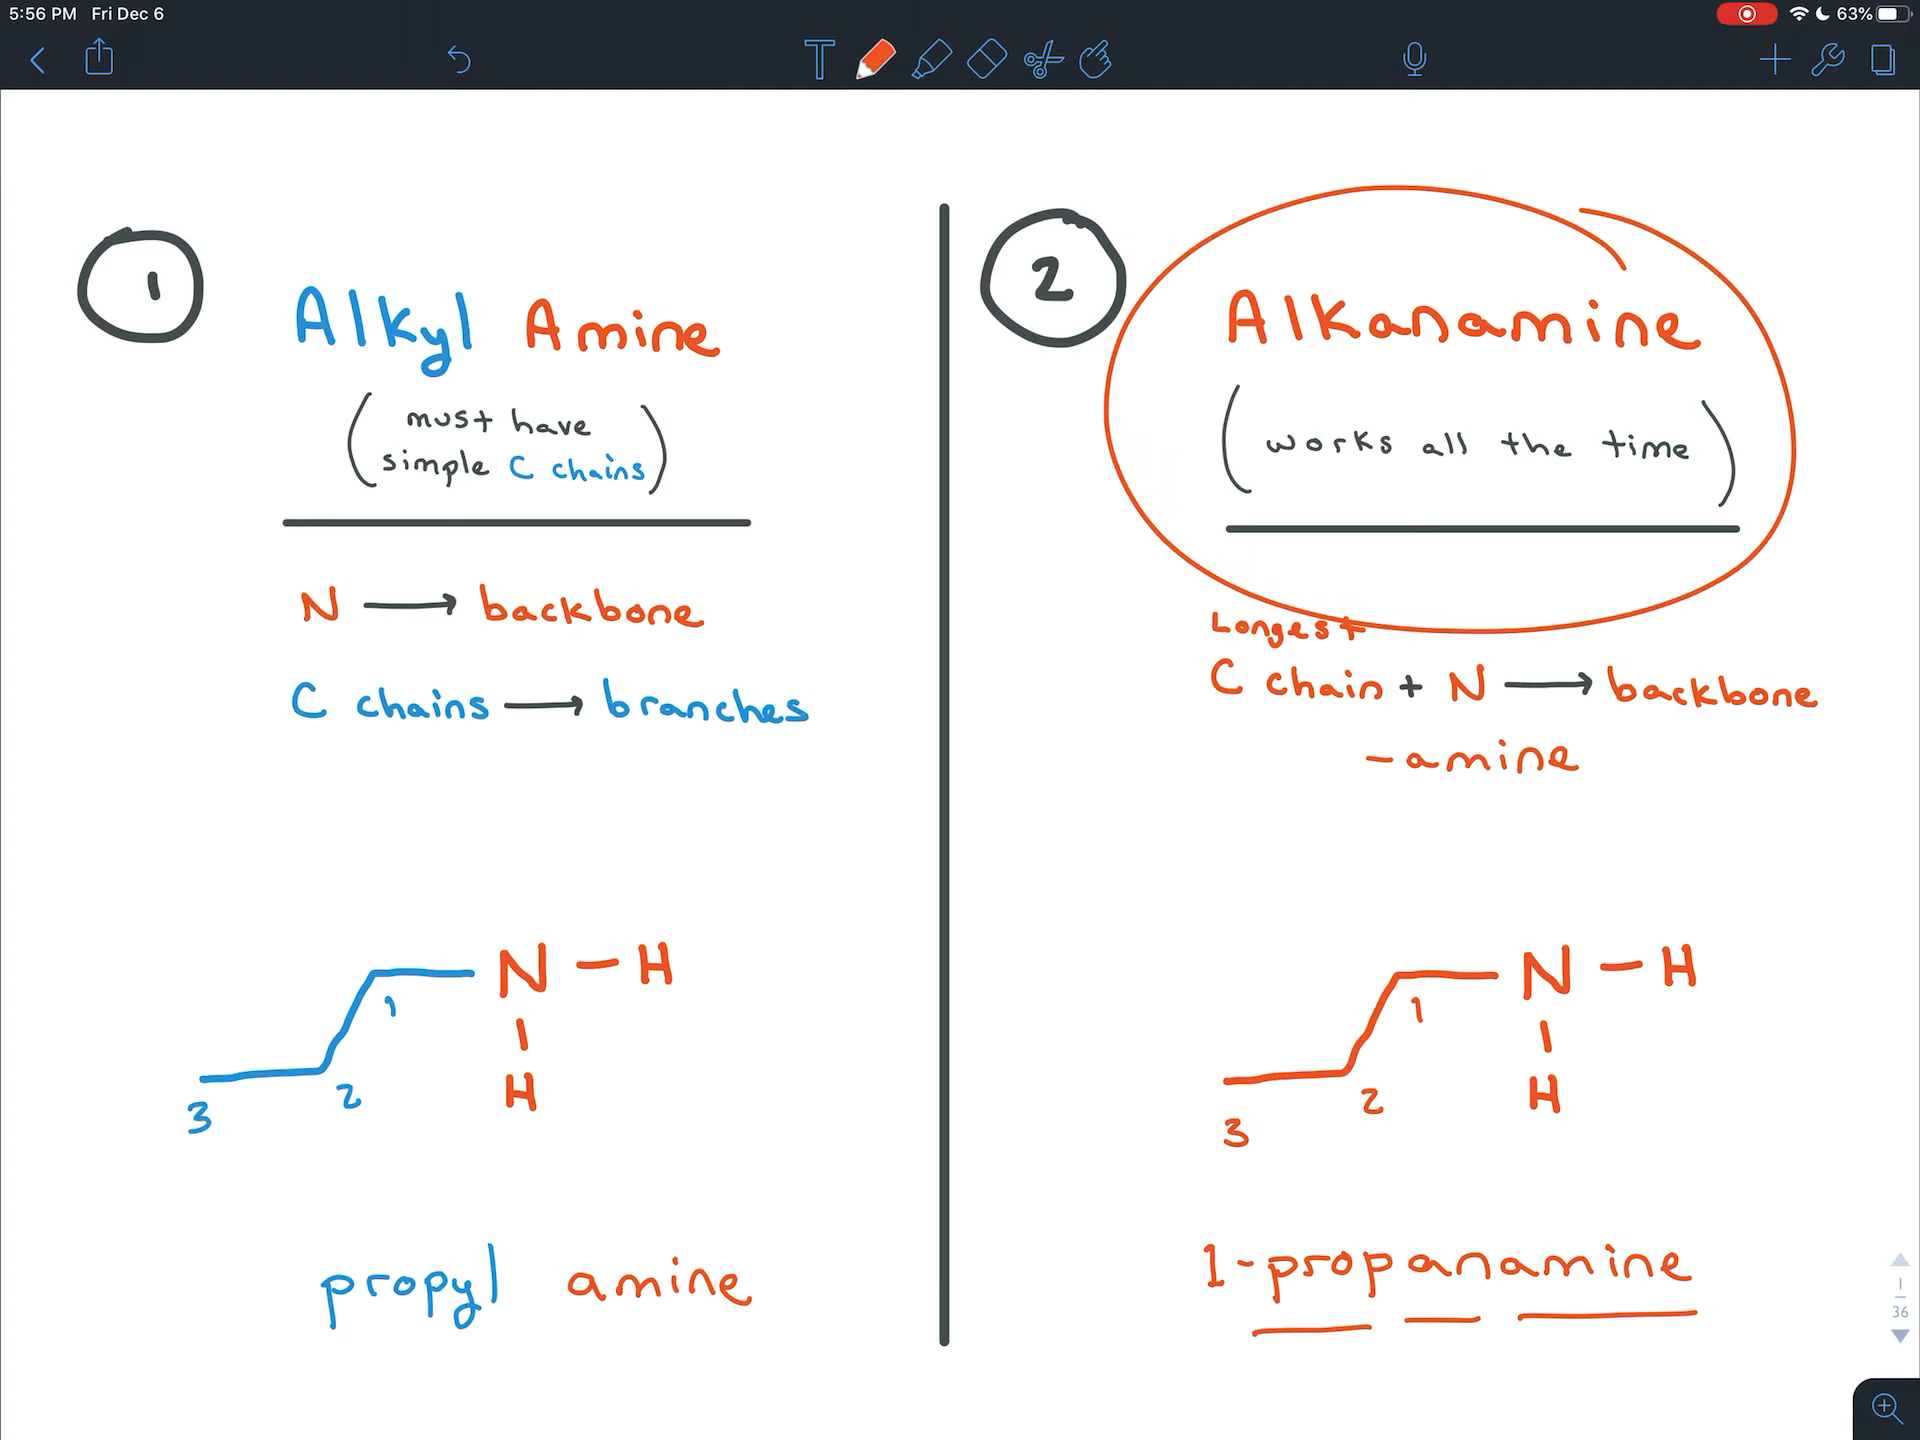 5:56 PM Fri Dec 6
63%
1
Alkyl Amine
(must have
simple C chains)
N → backbone
C chains → branches
N - H
1
H
2
3
propyl amine
2
Alkanamine
(works all the time)
Longest
C chain + N → backbone
- amine
N - H
1
H
2
3
1-propanamine
1
36